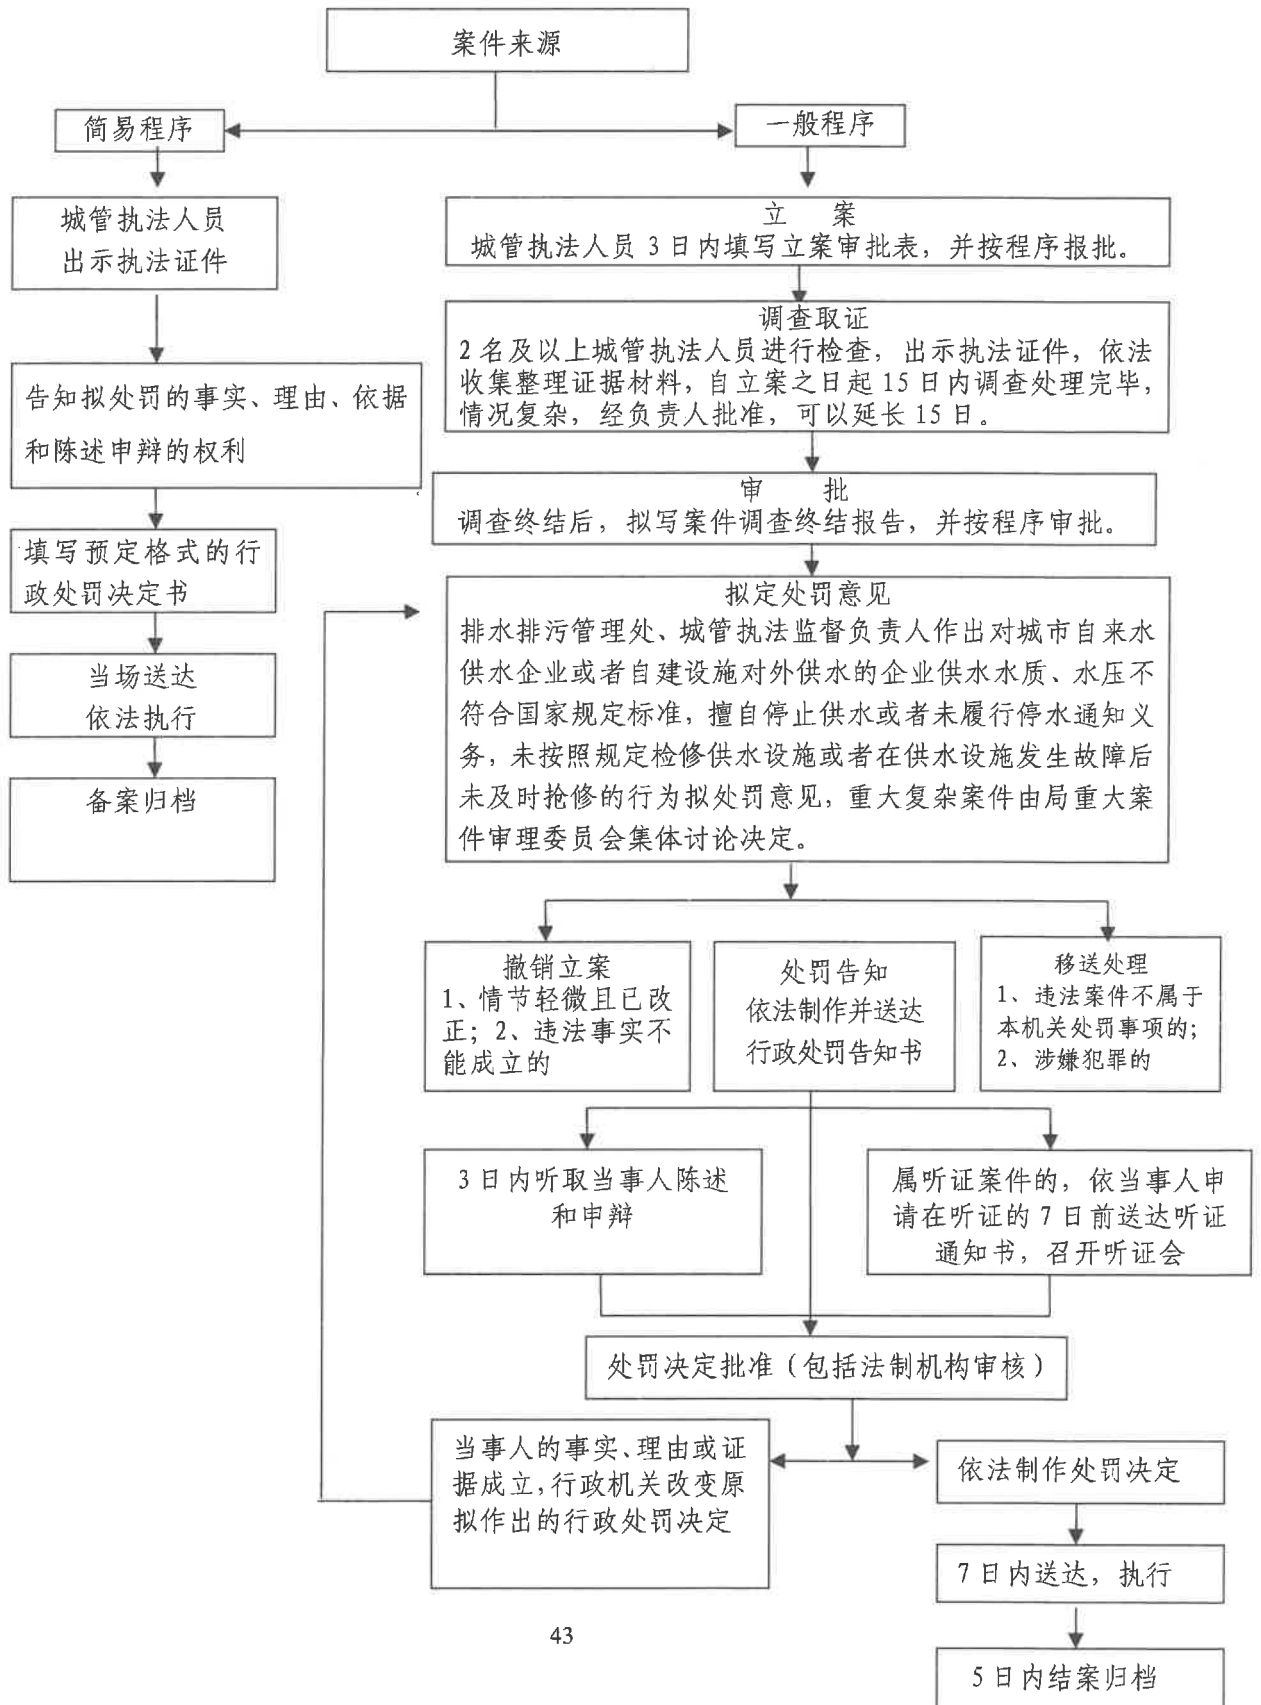 案件来源
简易程序
一般程序
城管执法人员
出示执法证件
告知拟处罚的事实、理由、依据
和陈述申辩的权利
填写预定格式的行
政处罚决定书
当场送达
依法执行
备案归档
立 案
城管执法人员 3 日内填写立案审批表，并按程序报批。
调查取证
2 名及以上城管执法人员进行检查，出示执法证件，依法
收集整理证据材料，自立案之日起 15 日内调查处理完毕，
情况复杂，经负责人批准，可以延长 15 日。
审 批
调查终结后，拟写案件调查终结报告，并按程序审批。
拟定处罚意见
排水排污管理处、城管执法监督负责人作出对城市自来水
供水企业或者自建设施对外供水的企业供水水质、水压不
符合国家规定标准，擅自停止供水或者未履行停水通知义
务，未按照规定检修供水设施或者在供水设施发生故障后
未及时抢修的行为拟处罚意见，重大复杂案件由局重大案
件审理委员会集体讨论决定。
撤销立案
1、情节轻微且已改
正；2、违法事实不
能成立的
处罚告知
依法制作并送达
行政处罚告知书
移送处理
1、违法案件不属于
本机关处罚事项的；
2、涉嫌犯罪的
3 日内听取当事人陈述
和申辩
属听证案件的，依当事人申
请在听证的 7 日前送达听证
通知书，召开听证会
处罚决定批准（包括法制机构审核）
当事人的事实、理由或证
据成立，行政机关改变原
拟作出的行政处罚决定
依法制作处罚决定
7 日内送达，执行
5 日内结案归档
43